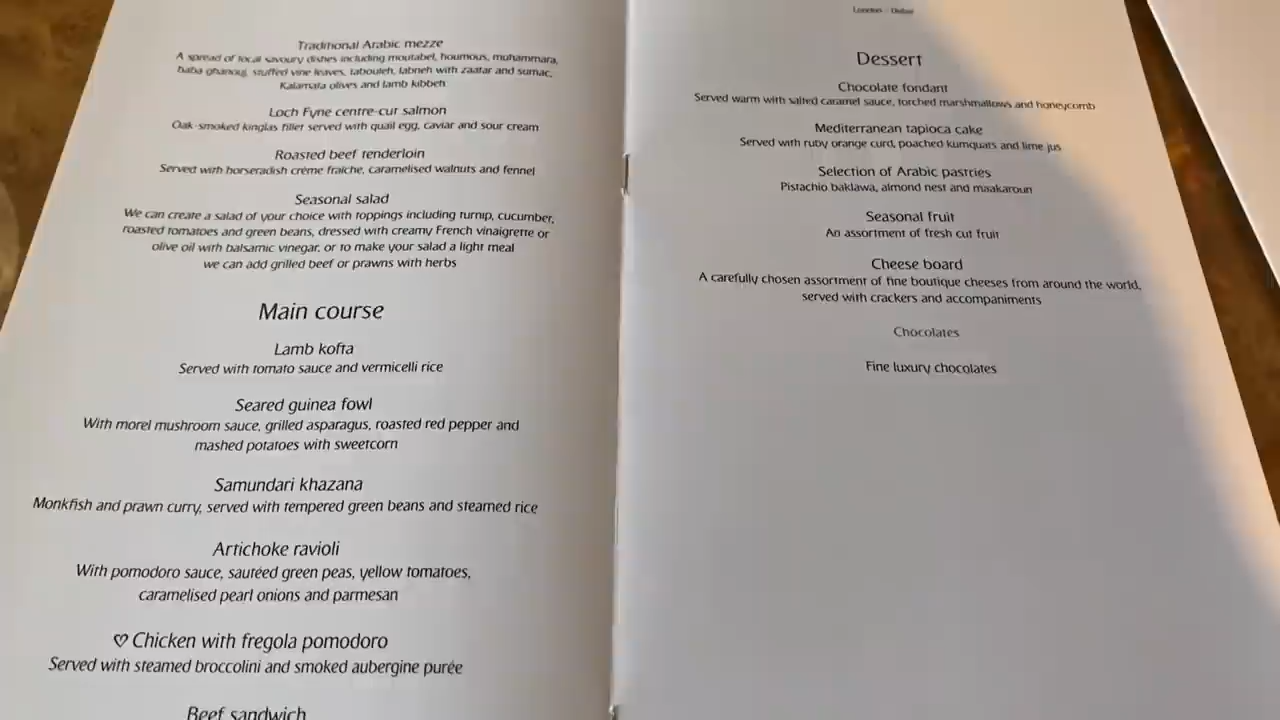 Traditional Arabic mezze
A spread of local savoury dishes including moutabel, houmous, muhammara,
baba ghanouj, stuffed vine leaves, tabouleh, labneh with zaatar and sumac,
Kalamata olives and lamb kibbeh
Loch Fyne centre-cut salmon
Oak-smoked kinglas fillet served with quail egg, caviar and sour cream
Roasted beef tenderloin
Served with horseradish crème fraîche, caramelised walnuts and fennel
Seasonal salad
We can create a salad of your choice with toppings including turnip, cucumber,
roasted tomatoes and green beans, dressed with creamy French vinaigrette or
olive oil with balsamic vinegar, or to make your salad a light meal
we can add grilled beef or prawns with herbs
Main course
Lamb kofta
Served with tomato sauce and vermicelli rice
Seared guinea fowl
With morel mushroom sauce, grilled asparagus, roasted red pepper and
mashed potatoes with sweetcorn
Samundari khazana
Monkfish and prawn curry, served with tempered green beans and steamed rice
Artichoke ravioli
With pomodoro sauce, sautéed green peas, yellow tomatoes,
caramelised pearl onions and parmesan
♡ Chicken with fregola pomodoro
Served with steamed broccolini and smoked aubergine purée
Beef sandwich
London - Dubai
Dessert
Chocolate fondant
Served warm with salted caramel sauce, torched marshmallows and honeycomb
Mediterranean tapioca cake
Served with ruby orange curd, poached kumquats and lime jus
Selection of Arabic pastries
Pistachio baklawa, almond nest and maakaroun
Seasonal fruit
An assortment of fresh cut fruit
Cheese board
A carefully chosen assortment of fine boutique cheeses from around the world,
served with crackers and accompaniments
Chocolates
Fine luxury chocolates